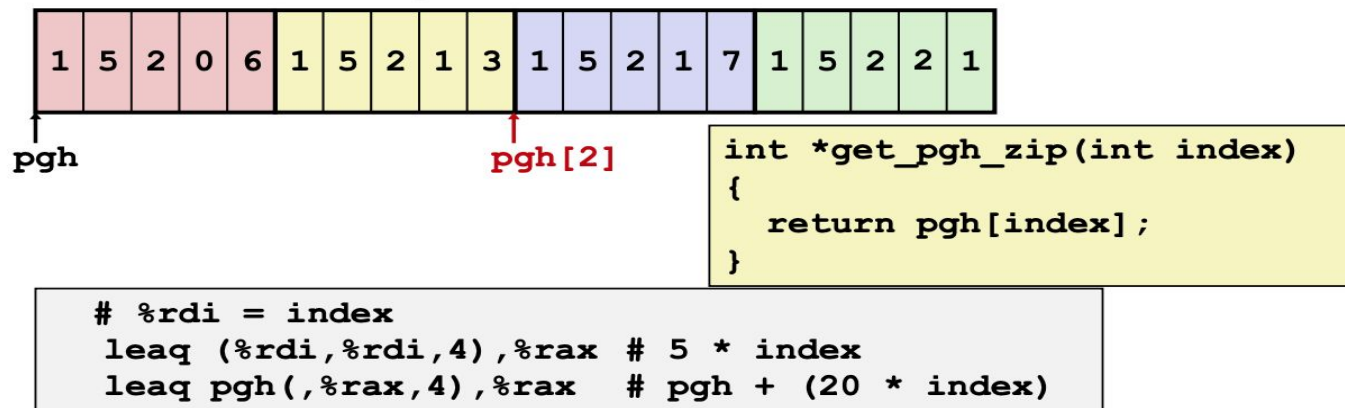 1 5 2 0 6 1 5 2 1 3 1 5 2 1 7 1 5 2 2 1
pgh pgh[2]
int *get_pgh_zip(int index)
{
  return pgh[index];
}
# %rdi = index
leaq (%rdi,%rdi,4),%rax # 5 * index
leaq pgh(,%rax,4),%rax # pgh + (20 * index)